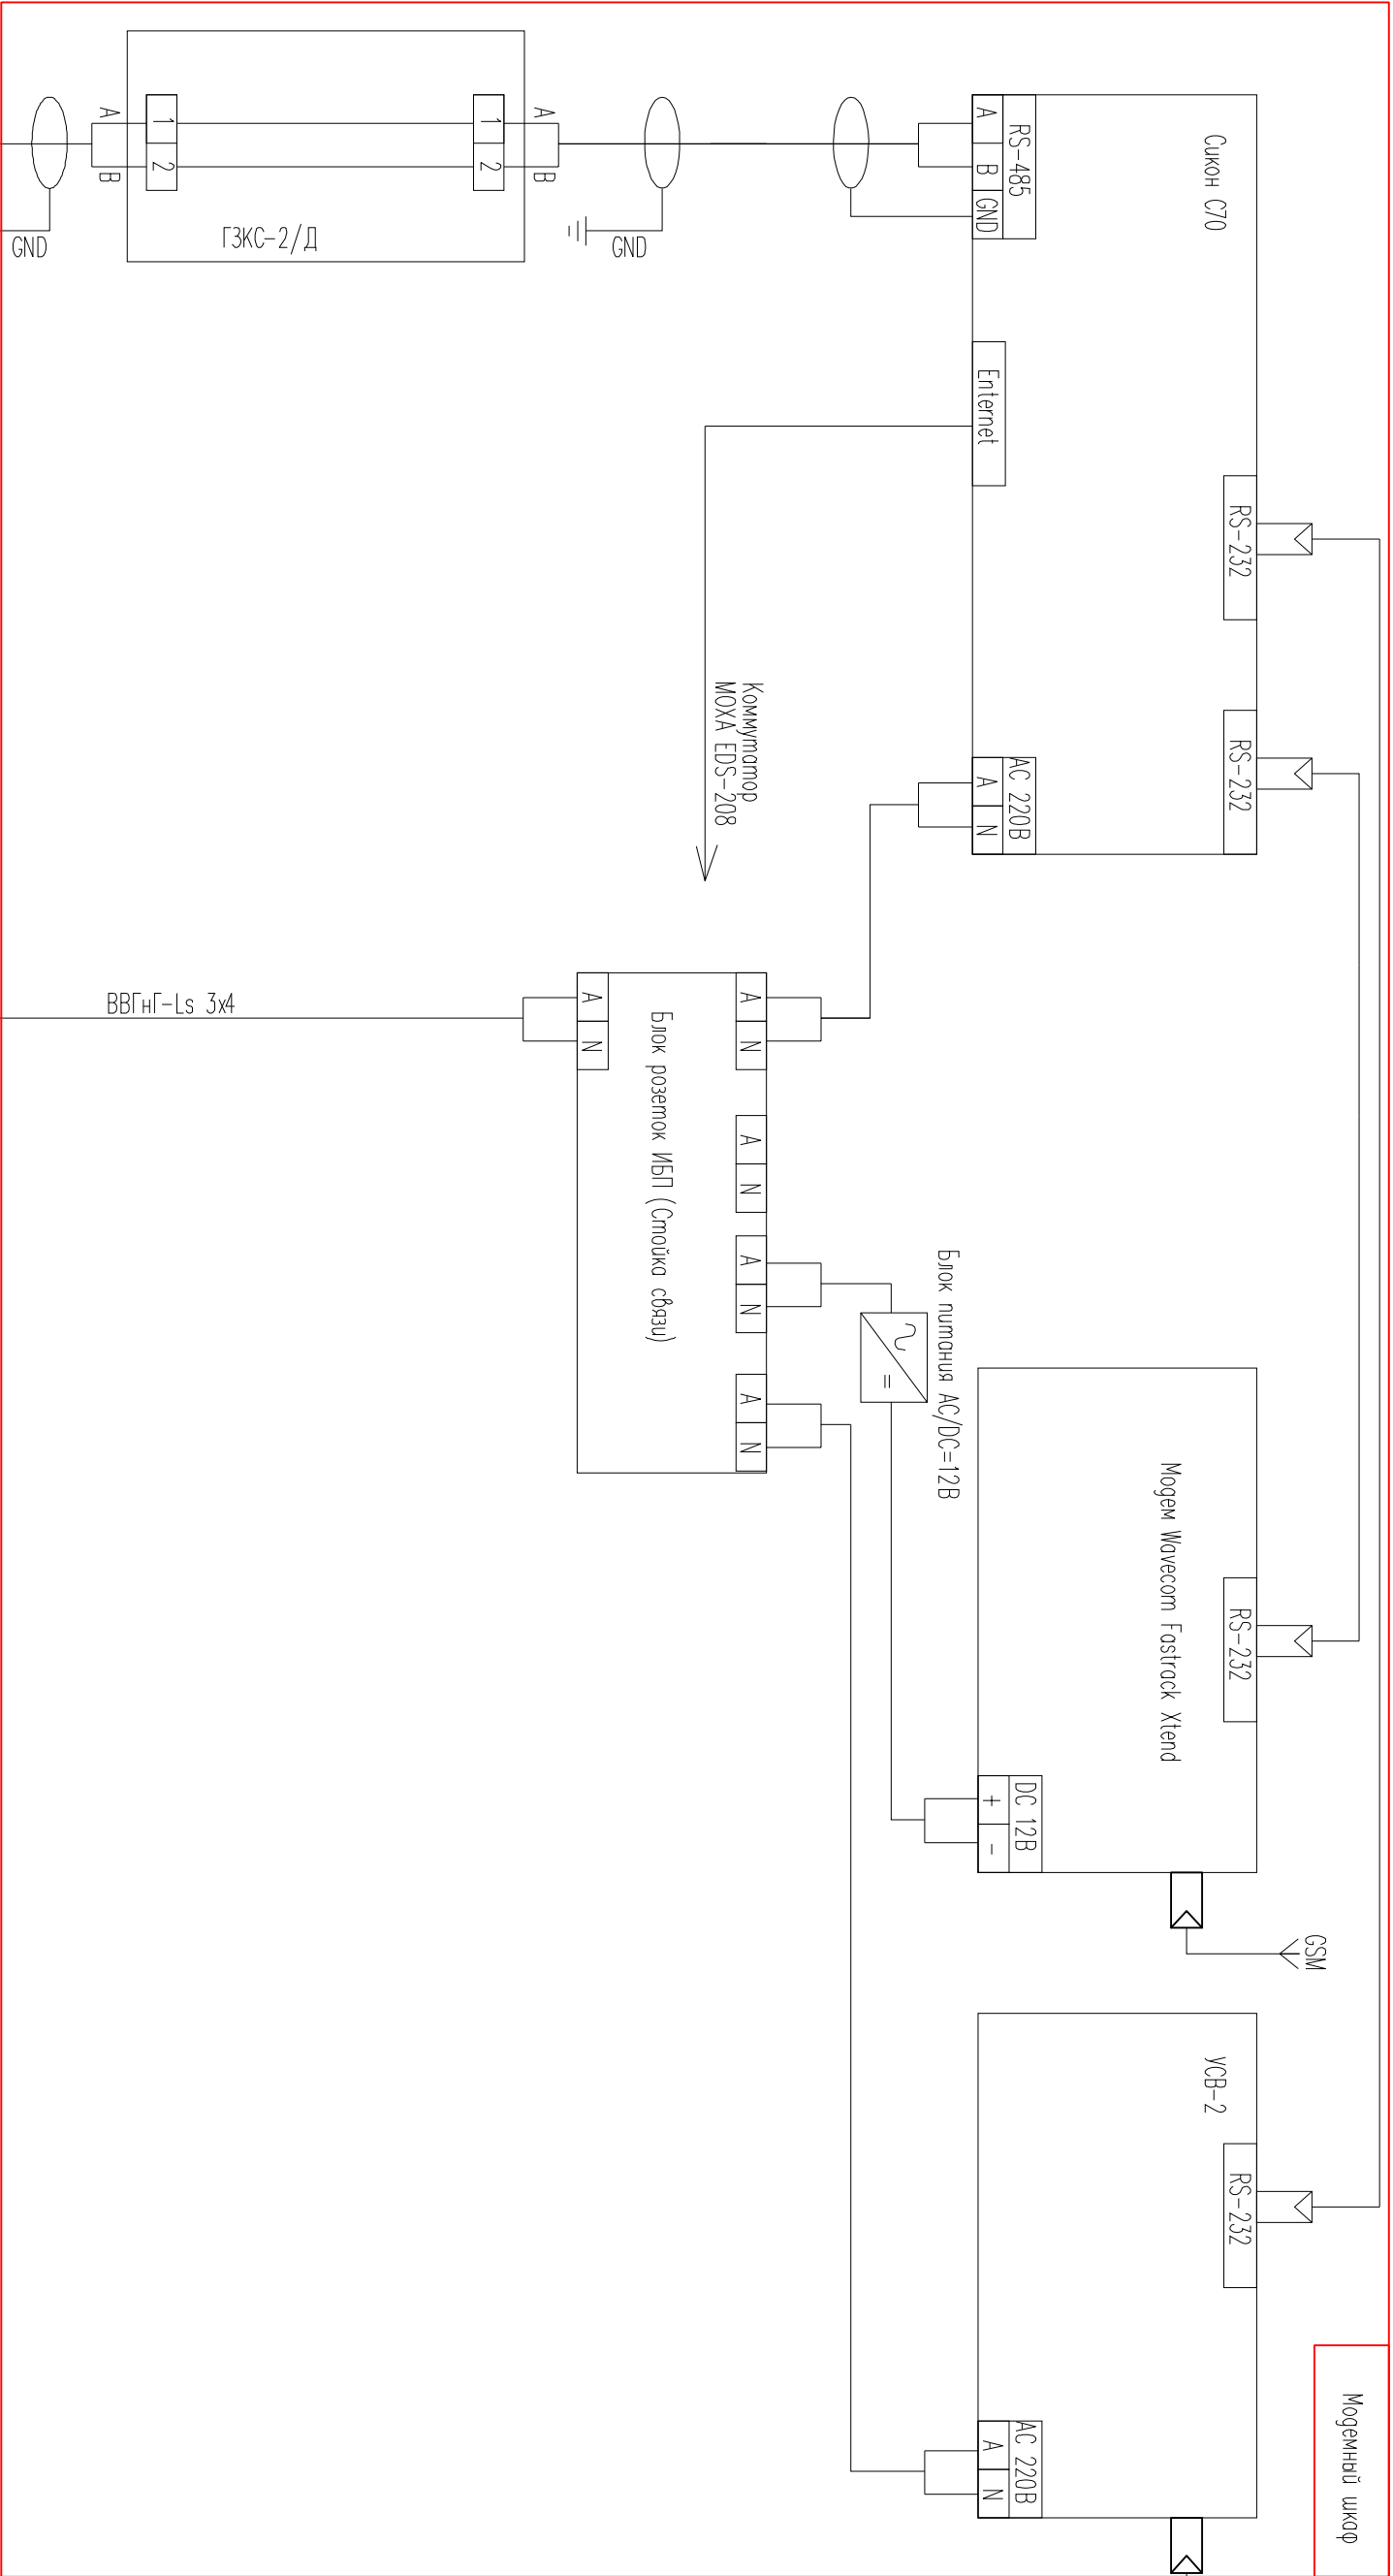 Модемный шкаф
Сикон С70
RS-232
RS-232
RS-485
A
B
GND
Enternet
AC 220В
A
N
Модем Wavecom Fastrack Xtend
RS-232
DC 12В
+
-
GSM
УСВ-2
RS-232
AC 220В
A
N
Блок питания AC/DC=12В
~
=
Коммутатор
MOXA EDS-208
GND
A
N
A
N
A
N
A
N
Блок розеток ИБП (Стойка связи)
A
N
A
B
1
2
ГЗКС-2/Д
1
2
A
B
GND
ВВГнГ-Ls 3x4